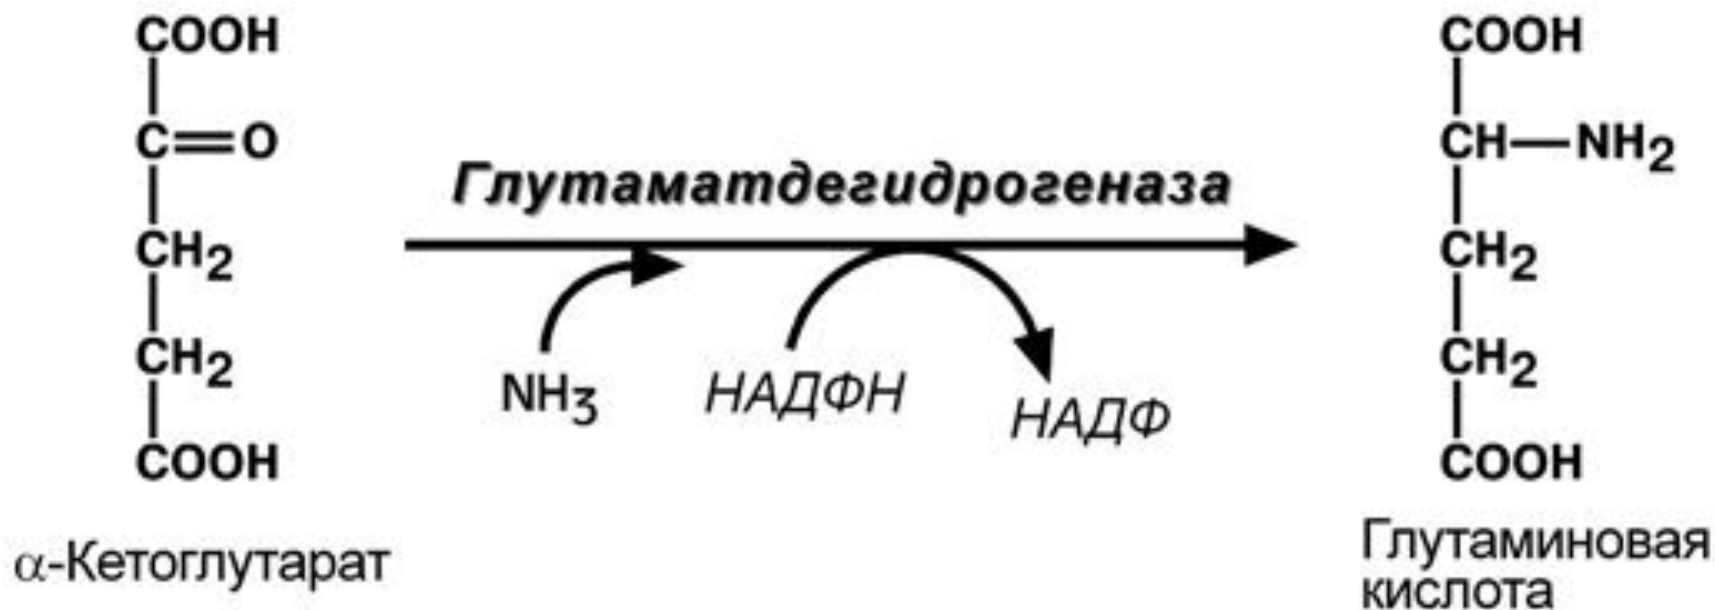 COOH
C=O
CH2
CH2
COOH
α-Кетоглутарат
Глутаматдегидрогеназа
NH3
НАДФН
НАДФ
COOH
CH—NH2
CH2
CH2
COOH
Глутаминовая
кислота